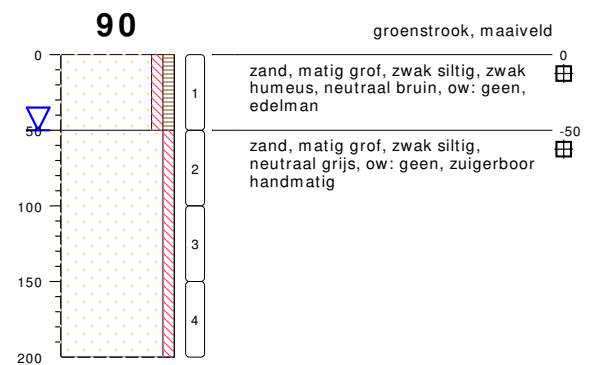 90
groenstrook, maaiveld
0
0
zand, matig grof, zwak siltig, zwak
humeus, neutraal bruin, ow: geen,
edelman
1
50
-50
zand, matig grof, zwak siltig,
neutraal grijs, ow: geen, zuigerboor
handmatig
2
100
3
150
4
200